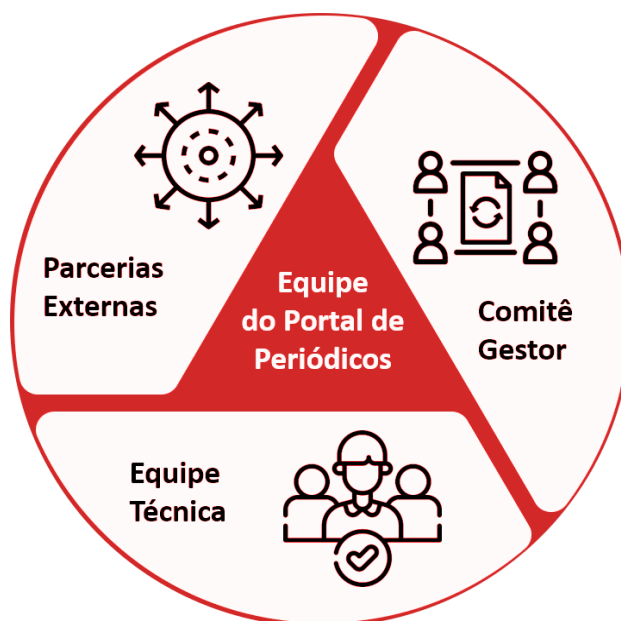 Parcerias
Externas
Equipe
do Portal de
Periódicos
Comitê
Gestor
Equipe
Técnica